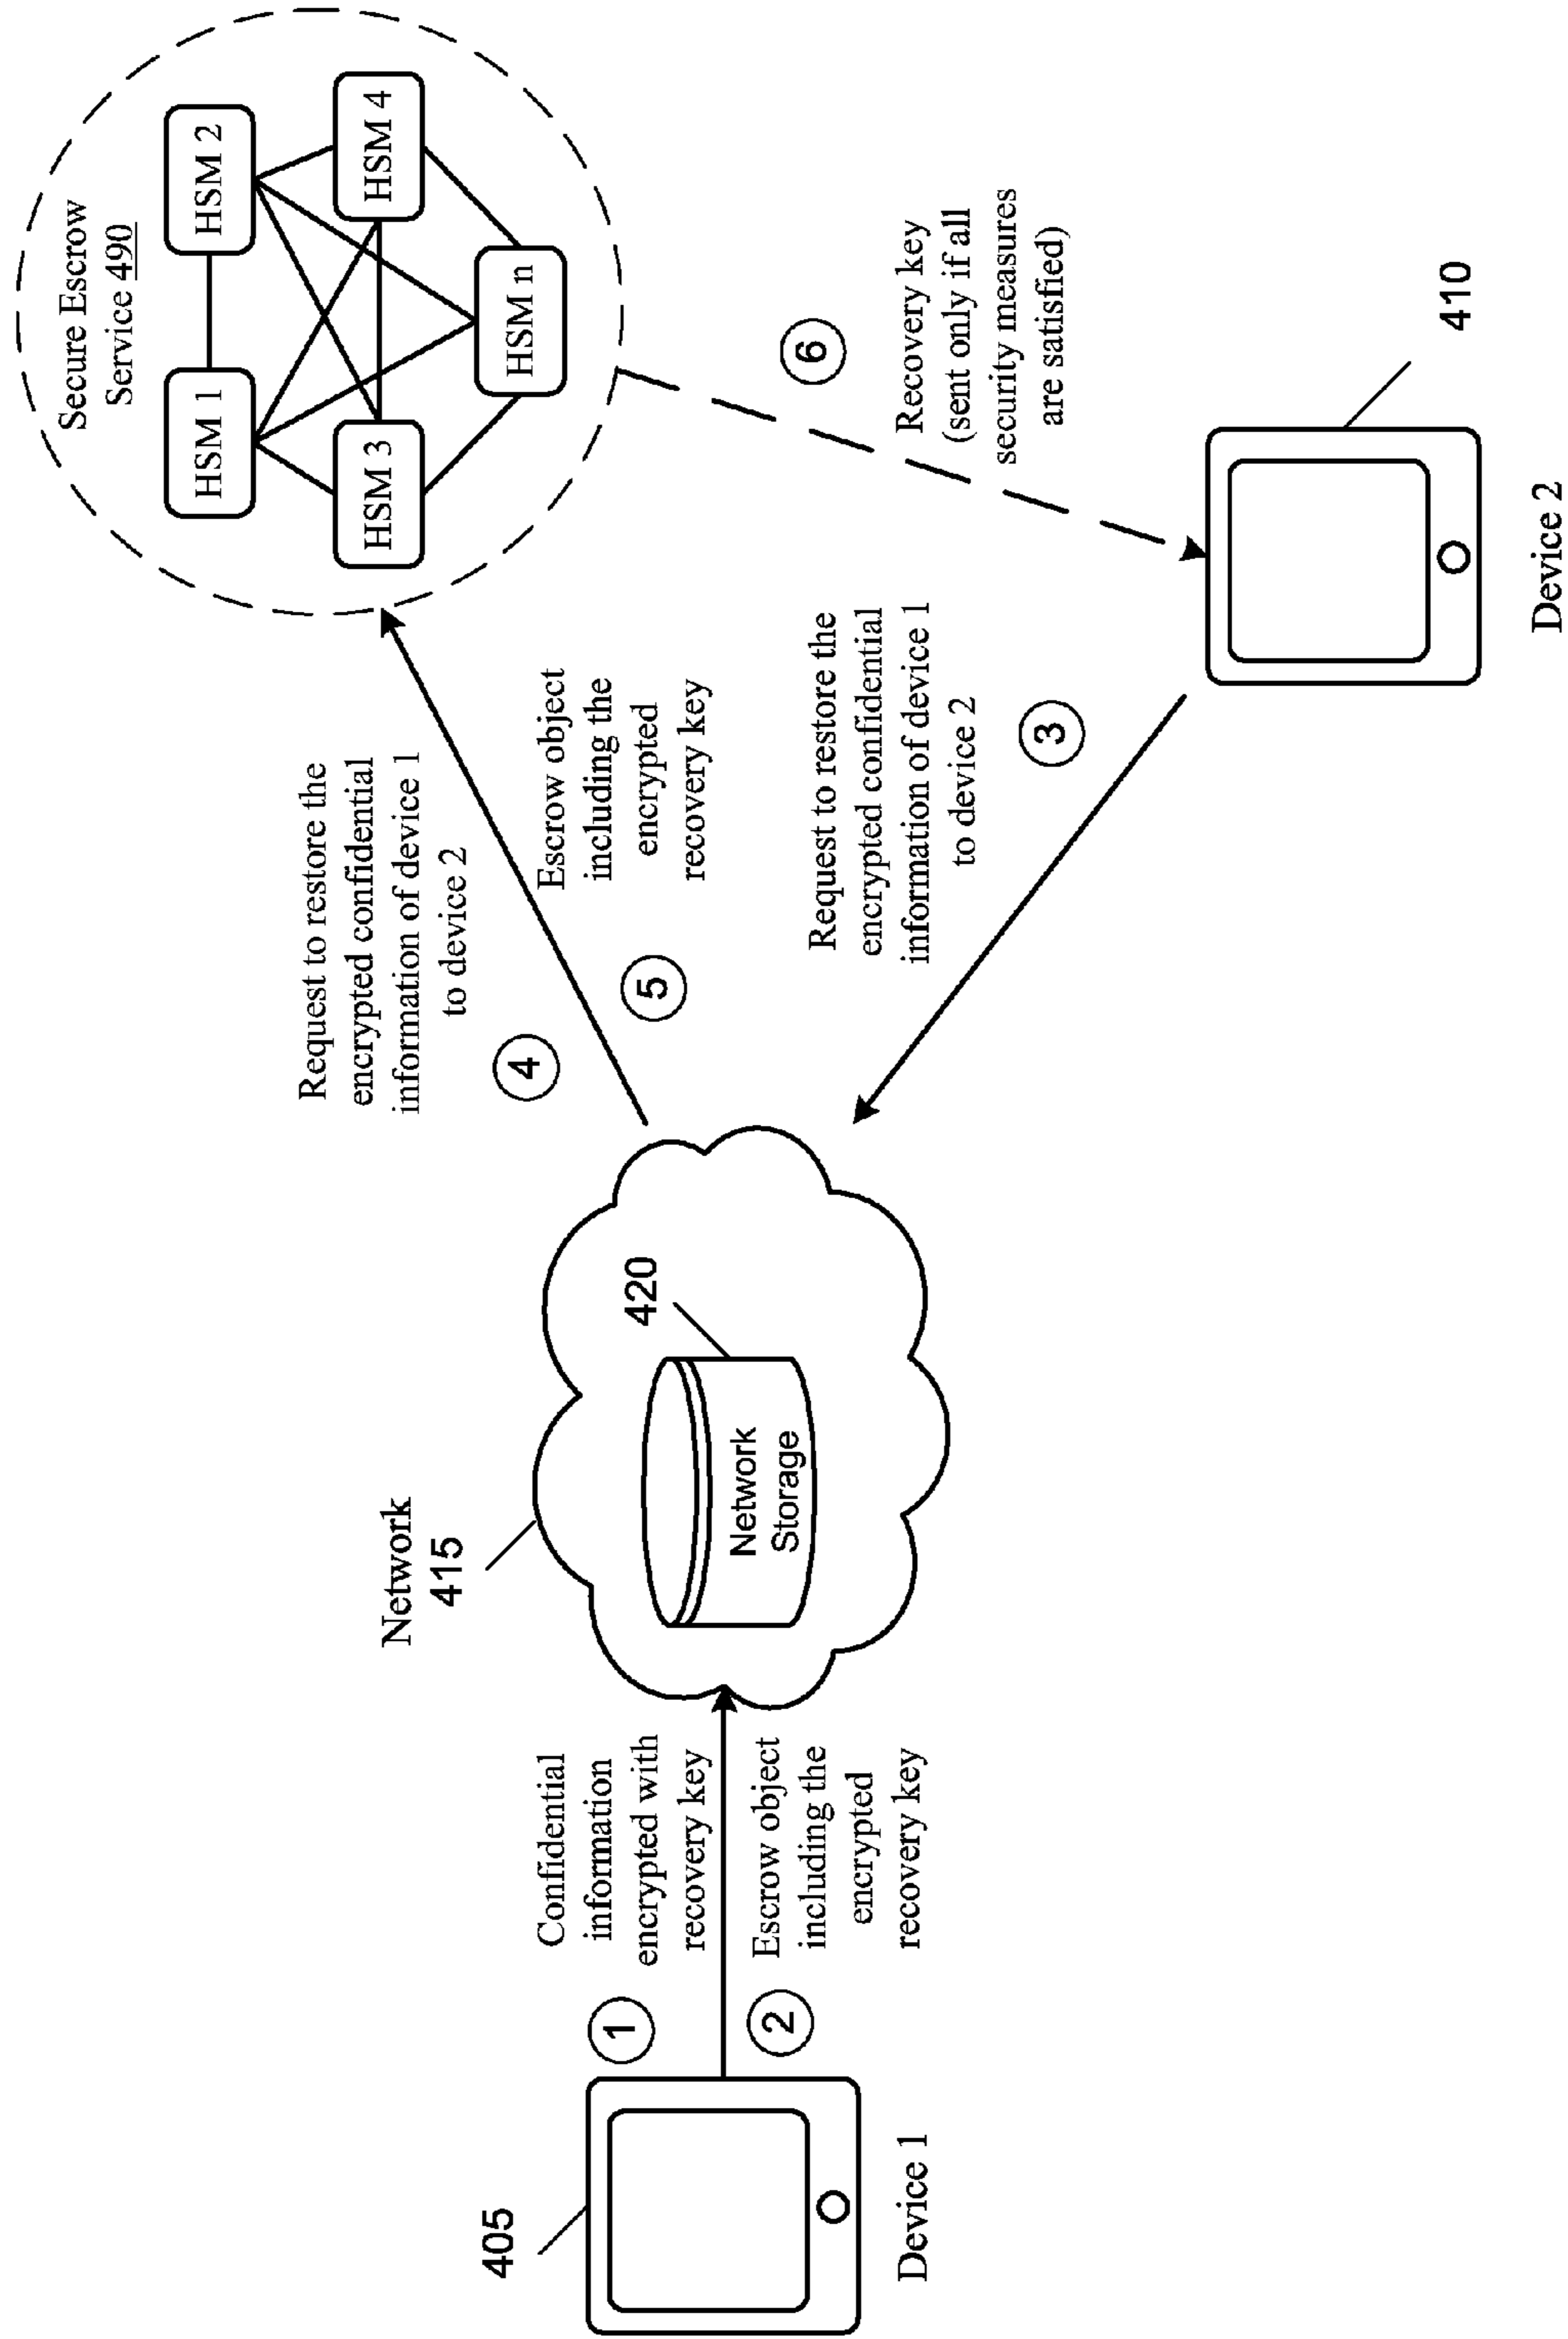 405
Device 1
1
Confidential
information
encrypted with
recovery key
2
Escrow object
including the
encrypted
recovery key
Network
415
420
Network
Storage
Request to restore the
encrypted confidential
information of device 1
to device 2
4
Escrow object
including the
encrypted
recovery key
5
Request to restore the
encrypted confidential
information of device 1
to device 2
3
Secure Escrow
Service 490
HSM 1
HSM 2
HSM 3
HSM 4
HSM n
6
Recovery key
(sent only if all
security measures
are satisfied)
410
Device 2